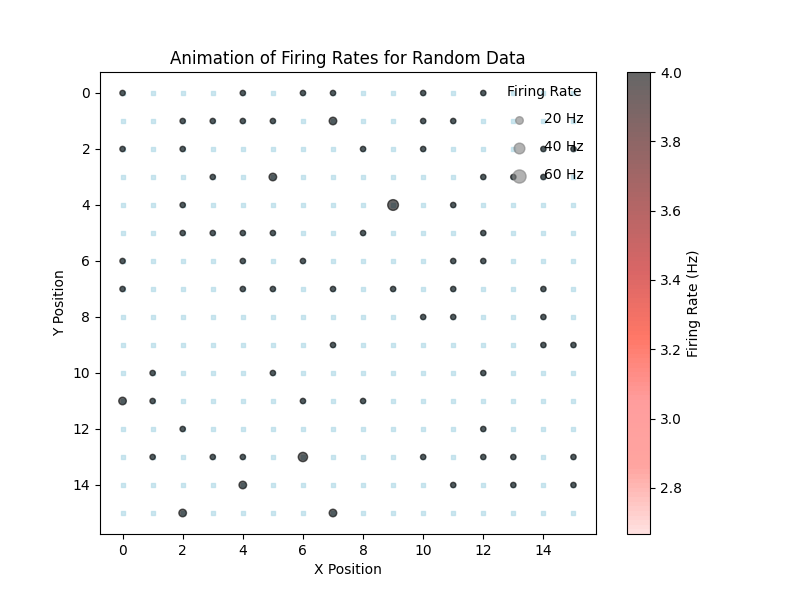 Animation of Firing Rates for Random Data
Firing Rate
20 Hz
40 Hz
60 Hz
0
2
4
6
8
10
12
14
Y Position
0 2 4 6 8 10 12 14
X Position
4.0
3.8
3.6
3.4
3.2
3.0
2.8
Firing Rate (Hz)